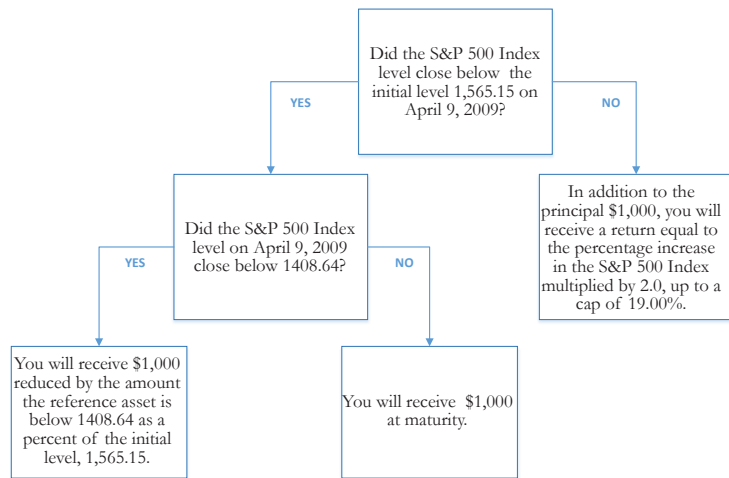 Did the S&P 500 Index
level close below the
initial level 1,565.15 on
April 9, 2009?
YES
NO
Did the S&P 500 Index
level on April 9, 2009
close below 1408.64?
In addition to the
principal $1,000, you will
receive a return equal to
the percentage increase
in the S&P 500 Index
multiplied by 2.0, up to a
cap of 19.00%.
YES
NO
You will receive $1,000
reduced by the amount
the reference asset is
below 1408.64 as a
percent of the initial
level, 1,565.15.
You will receive $1,000
at maturity.